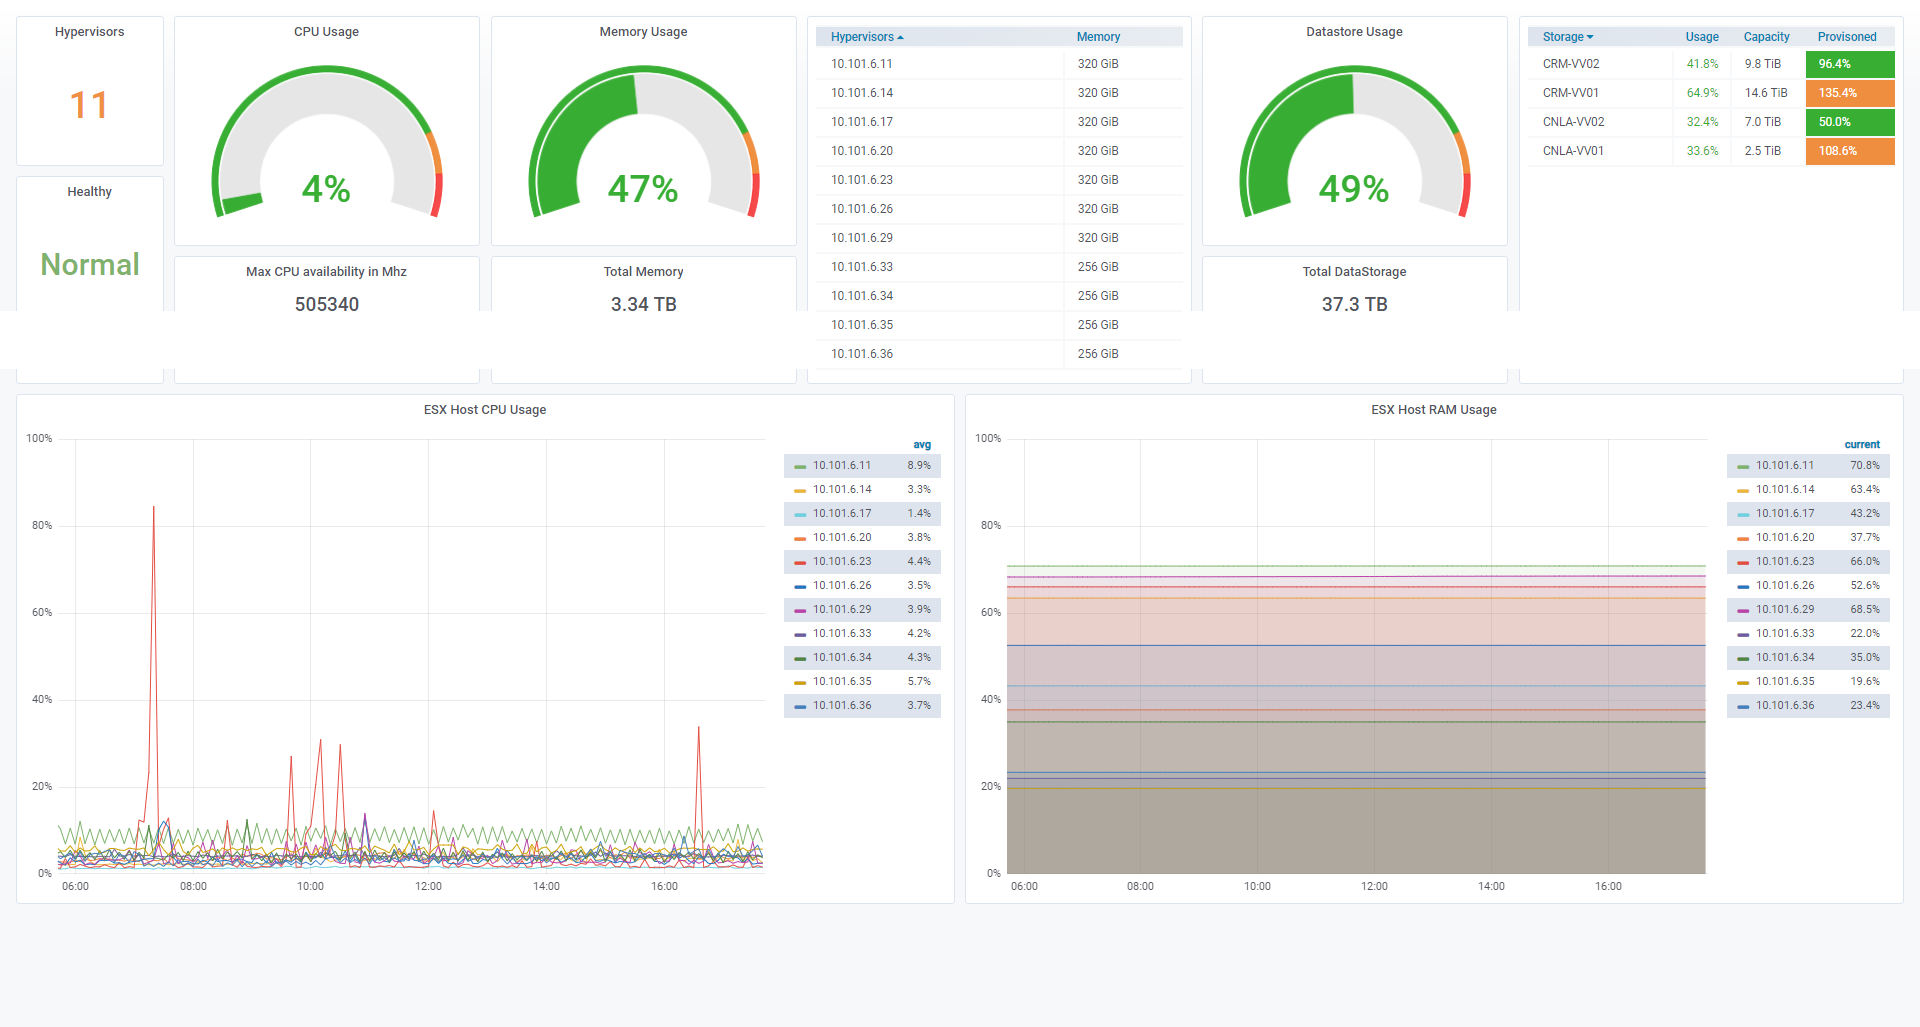 Hypervisors
11
Healthy
Normal
CPU Usage
4%
Max CPU availability in Mhz
505340
Memory Usage
47%
Total Memory
3.34 TB
Hypervisors Memory
10.101.6.11 320 GiB
10.101.6.14 320 GiB
10.101.6.17 320 GiB
10.101.6.20 320 GiB
10.101.6.23 320 GiB
10.101.6.26 320 GiB
10.101.6.29 320 GiB
10.101.6.33 256 GiB
10.101.6.34 256 GiB
10.101.6.35 256 GiB
10.101.6.36 256 GiB
Datastore Usage
49%
Total DataStorage
37.3 TB
Storage Usage Capacity Provisoned
CRM-VV02 41.8% 9.8 TiB 96.4%
CRM-VV01 64.9% 14.6 TiB 135.4%
CNLA-VV02 32.4% 7.0 TiB 50.0%
CNLA-VV01 33.6% 2.5 TiB 108.6%
ESX Host CPU Usage
100%
80%
60%
40%
20%
0%
06:00 08:00 10:00 12:00 14:00 16:00
avg
10.101.6.11 8.9%
10.101.6.14 3.3%
10.101.6.17 1.4%
10.101.6.20 3.8%
10.101.6.23 4.4%
10.101.6.26 3.5%
10.101.6.29 3.9%
10.101.6.33 4.2%
10.101.6.34 4.3%
10.101.6.35 5.7%
10.101.6.36 3.7%
ESX Host RAM Usage
100%
80%
60%
40%
20%
0%
06:00 08:00 10:00 12:00 14:00 16:00
current
10.101.6.11 70.8%
10.101.6.14 63.4%
10.101.6.17 43.2%
10.101.6.20 37.7%
10.101.6.23 66.0%
10.101.6.26 52.6%
10.101.6.29 68.5%
10.101.6.33 22.0%
10.101.6.34 35.0%
10.101.6.35 19.6%
10.101.6.36 23.4%